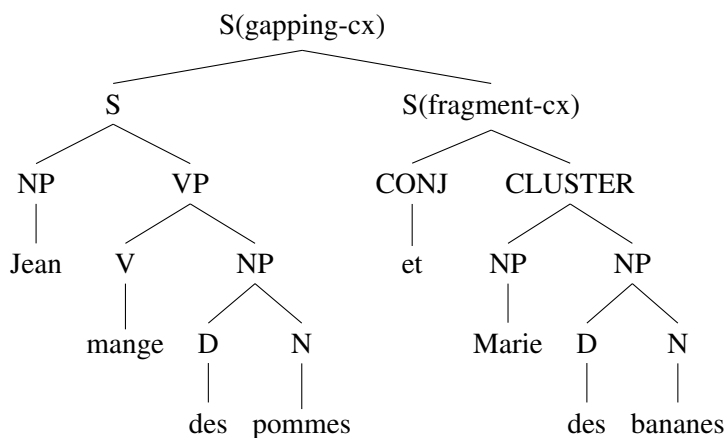 S(gapping-cx)
S S(fragment-cx)
NP VP CONJ CLUSTER
Jean V NP et NP NP
mange D N Marie D N
des pommes des bananes